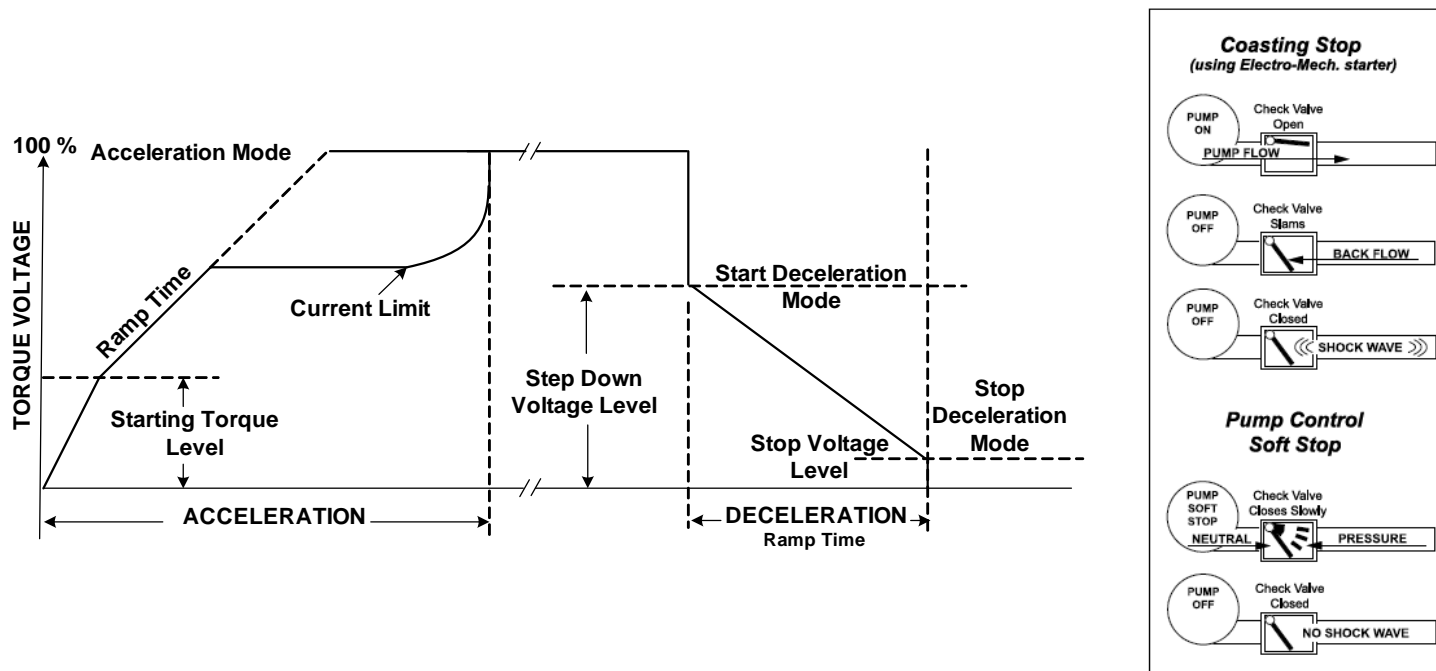 100 %
Acceleration Mode
TORQUE VOLTAGE
Ramp Time
Current Limit
Starting Torque
Level
ACCELERATION
Start Deceleration
Mode
Step Down
Voltage Level
Stop
Deceleration
Mode
Stop Voltage
Level
DECELERATION
Ramp Time
Coasting Stop
(using Electro-Mech. starter)
PUMP
ON
Check Valve
Open
PUMP FLOW
PUMP
OFF
Check Valve
Slams
BACK FLOW
PUMP
OFF
Check Valve
Closed
SHOCK WAVE
Pump Control
Soft Stop
PUMP
SOFT
STOP
Check Valve
Closes Slowly
NEUTRAL
PRESSURE
PUMP
OFF
Check Valve
Closed
NO SHOCK WAVE